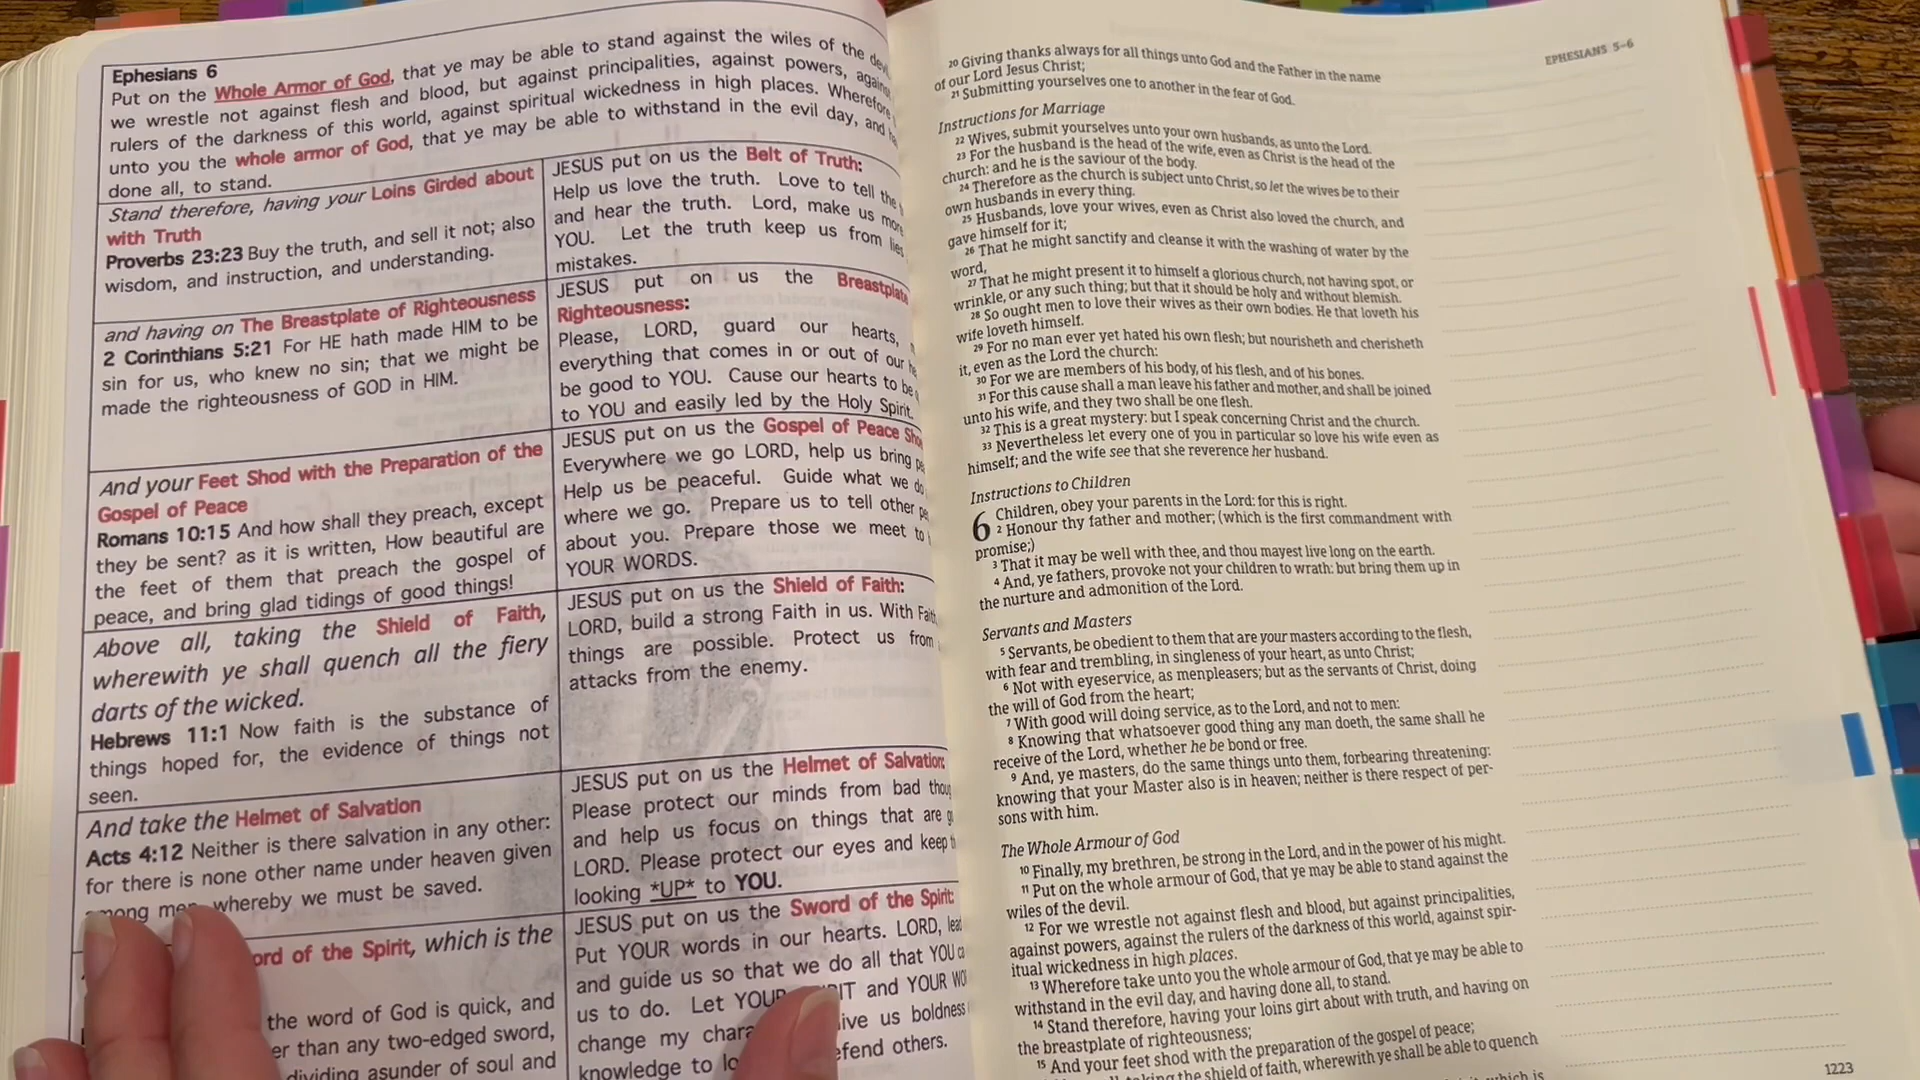 Ephesians 6
Put on the Whole Armor of God, that ye may be able to stand against the wiles of the
we wrestle not against flesh and blood, but against principalities, against powers,
rulers of the darkness of this world, against spiritual wickedness in high places. Wherefore
unto you the whole armor of God, that ye may be able to withstand in the evil day, and
done all, to stand.
Stand therefore, having your Loins Girded about
with Truth
Proverbs 23:23 Buy the truth, and sell it not; also
wisdom, and instruction, and understanding.
JESUS put on us the Belt of Truth:
Help us love the truth. Love to tell the
and hear the truth. Lord, make us more
YOU. Let the truth keep us from lies
mistakes.
and having on The Breastplate of Righteousness
2 Corinthians 5:21 For HE hath made HIM to be
sin for us, who knew no sin; that we might be
made the righteousness of GOD in HIM.
JESUS put on us the Breastplate
Righteousness:
Please, LORD, guard our hearts,
everything that comes in or out of our
be good to YOU. Cause our hearts to be
to YOU and easily led by the Holy Spirit.
And your Feet Shod with the Preparation of the
Gospel of Peace
Romans 10:15 And how shall they preach, except
they be sent? as it is written, How beautiful are
the feet of them that preach the gospel of
peace, and bring glad tidings of good things!
JESUS put on us the Gospel of Peace
Everywhere we go LORD, help us bring
Help us be peaceful. Guide what we do
where we go. Prepare us to tell other
about you. Prepare those we meet to
YOUR WORDS.
Above all, taking the Shield of Faith,
wherewith ye shall quench all the fiery
darts of the wicked.
Hebrews 11:1 Now faith is the substance of
things hoped for, the evidence of things not
seen.
JESUS put on us the Shield of Faith:
LORD, build a strong Faith in us. With Faith
things are possible. Protect us from
attacks from the enemy.
And take the Helmet of Salvation
Acts 4:12 Neither is there salvation in any other:
for there is none other name under heaven given
among men, whereby we must be saved.
JESUS put on us the Helmet of Salvation:
Please protect our minds from bad
and help us focus on things that are
LORD. Please protect our eyes and keep
looking *UP* to YOU.
of the Spirit, which is the
the word of God is quick, and
than any two-edged sword,
dividing asunder of soul and
JESUS put on us the Sword of the Spirit:
Put YOUR words in our hearts. LORD, lead
and guide us so that we do all that YOU
us to do. Let YOUR and YOUR
change my us boldness
knowledge to defend others.
EPHESIANS 5–6
20 Giving thanks always for all things unto God and the Father in the name
of our Lord Jesus Christ;
21 Submitting yourselves one to another in the fear of God.
Instructions for Marriage
22 Wives, submit yourselves unto your own husbands, as unto the Lord.
23 For the husband is the head of the wife, even as Christ is the head of the
church: and he is the saviour of the body.
24 Therefore as the church is subject unto Christ, so let the wives be to their
own husbands in every thing.
25 Husbands, love your wives, even as Christ also loved the church, and
gave himself for it;
26 That he might sanctify and cleanse it with the washing of water by the
word,
27 That he might present it to himself a glorious church, not having spot, or
wrinkle, or any such thing; but that it should be holy and without blemish.
28 So ought men to love their wives as their own bodies. He that loveth his
wife loveth himself.
29 For no man ever yet hated his own flesh; but nourisheth and cherisheth
it, even as the Lord the church:
30 For we are members of his body, of his flesh, and of his bones.
31 For this cause shall a man leave his father and mother, and shall be joined
unto his wife, and they two shall be one flesh.
32 This is a great mystery: but I speak concerning Christ and the church.
33 Nevertheless let every one of you in particular so love his wife even as
himself; and the wife see that she reverence her husband.
Instructions to Children
6 Children, obey your parents in the Lord: for this is right.
2 Honour thy father and mother; (which is the first commandment with
promise;)
3 That it may be well with thee, and thou mayest live long on the earth.
4 And, ye fathers, provoke not your children to wrath: but bring them up in
the nurture and admonition of the Lord.
Servants and Masters
5 Servants, be obedient to them that are your masters according to the flesh,
with fear and trembling, in singleness of your heart, as unto Christ;
6 Not with eyeservice, as menpleasers; but as the servants of Christ, doing
the will of God from the heart;
7 With good will doing service, as to the Lord, and not to men:
8 Knowing that whatsoever good thing any man doeth, the same shall he
receive of the Lord, whether he be bond or free.
9 And, ye masters, do the same things unto them, forbearing threatening:
knowing that your Master also is in heaven; neither is there respect of per-
sons with him.
The Whole Armour of God
10 Finally, my brethren, be strong in the Lord, and in the power of his might.
11 Put on the whole armour of God, that ye may be able to stand against the
wiles of the devil.
12 For we wrestle not against flesh and blood, but against principalities,
against powers, against the rulers of the darkness of this world, against spir-
itual wickedness in high places.
13 Wherefore take unto you the whole armour of God, that ye may be able to
withstand in the evil day, and having done all, to stand.
14 Stand therefore, having your loins girt about with truth, and having on
the breastplate of righteousness;
15 And your feet shod with the preparation of the gospel of peace;
taking the shield of faith, wherewith ye shall be able to quench
which is
1223